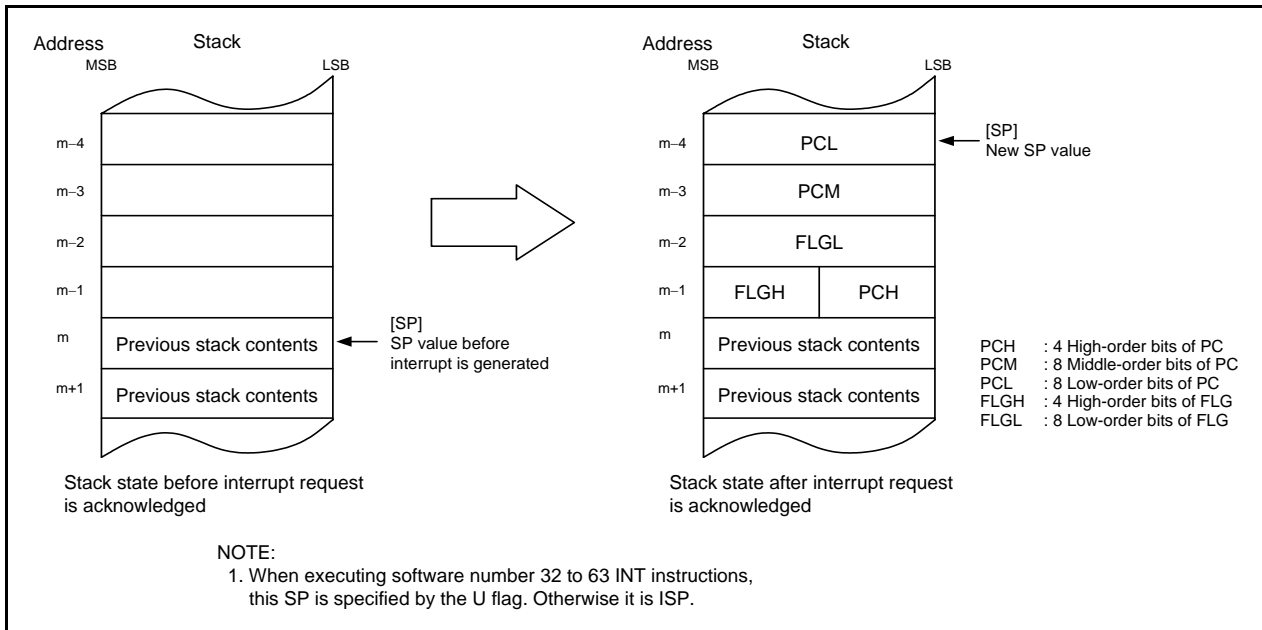 Address Stack
MSB LSB
m−4
m−3
m−2
m−1
m Previous stack contents
m+1 Previous stack contents
[SP]
SP value before
interrupt is generated
Stack state before interrupt request
is acknowledged
Address Stack
MSB LSB
m−4 PCL
m−3 PCM
m−2 FLGL
m−1 FLGH PCH
m Previous stack contents
m+1 Previous stack contents
[SP]
New SP value
Stack state after interrupt request
is acknowledged
PCH : 4 High-order bits of PC
PCM : 8 Middle-order bits of PC
PCL : 8 Low-order bits of PC
FLGH : 4 High-order bits of FLG
FLGL : 8 Low-order bits of FLG
NOTE:
1. When executing software number 32 to 63 INT instructions,
this SP is specified by the U flag. Otherwise it is ISP.